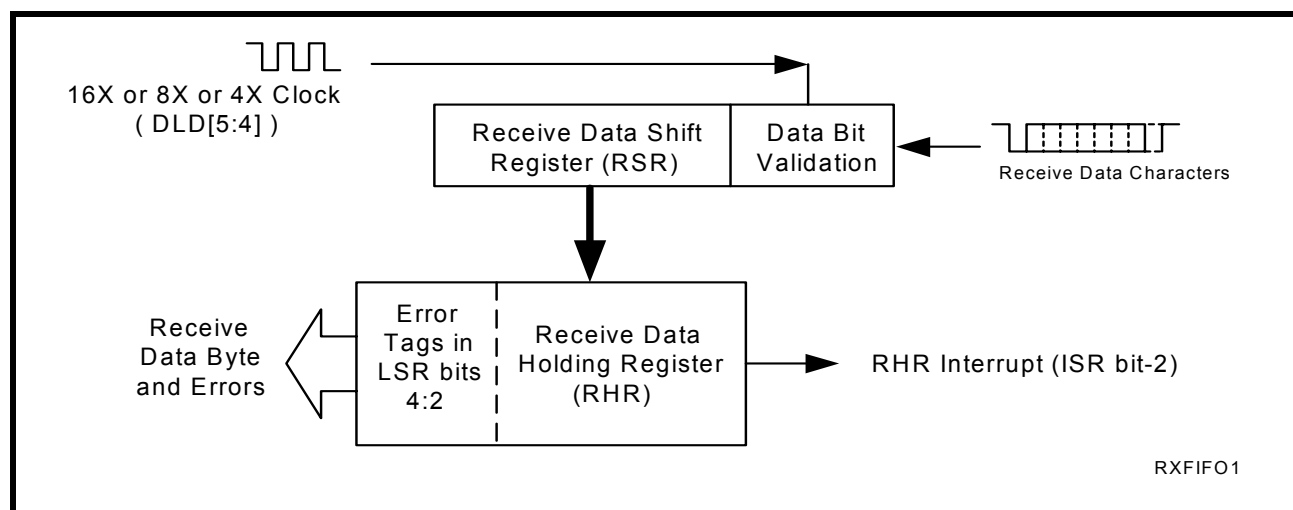 16X or 8X or 4X Clock
( DLD[5:4] )
Receive Data Shift
Register (RSR)
Data Bit
Validation
Receive Data Characters
Receive
Data Byte
and Errors
Error
Tags in
LSR bits
4:2
Receive Data
Holding Register
(RHR)
RHR Interrupt (ISR bit-2)
RXFIFO1